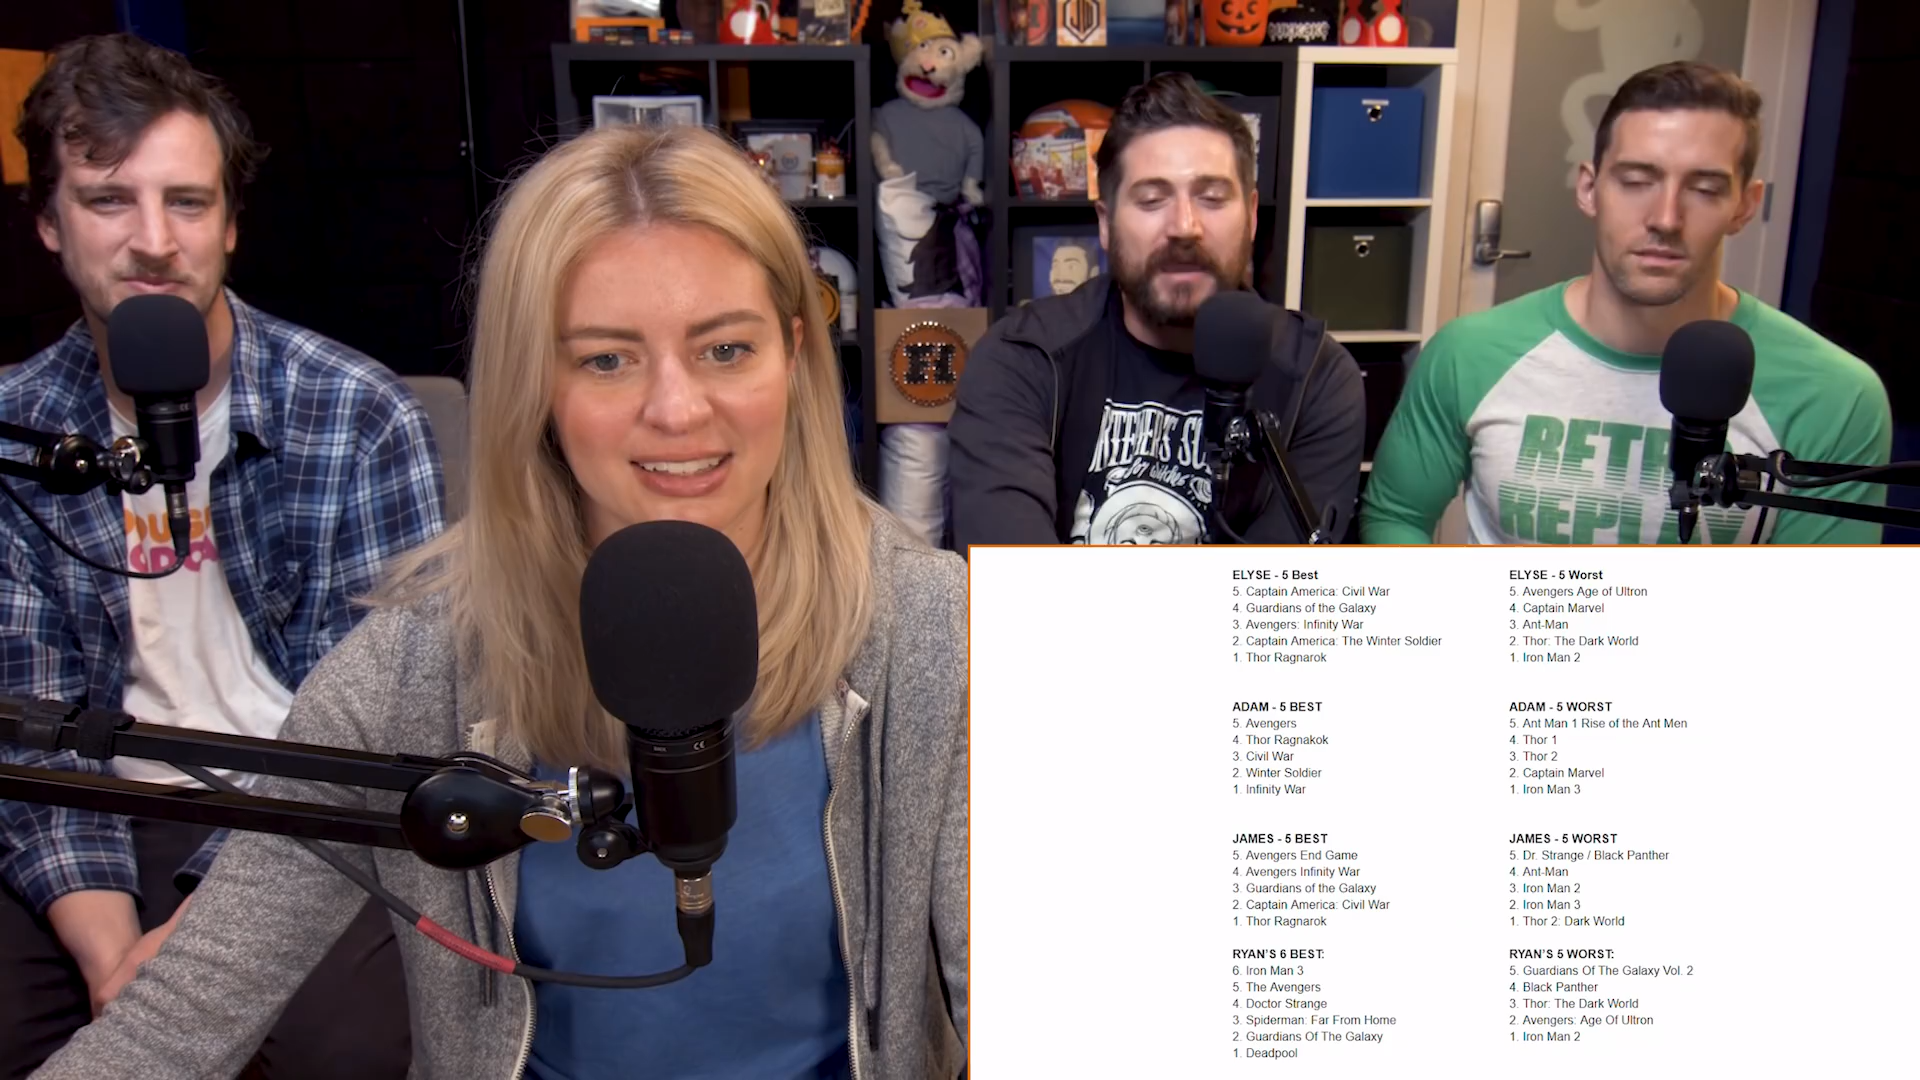 RETRO
REPLAY
ELYSE - 5 Best
5. Captain America: Civil War
4. Guardians of the Galaxy
3. Avengers: Infinity War
2. Captain America: The Winter Soldier
1. Thor Ragnarok
ELYSE - 5 Worst
5. Avengers Age of Ultron
4. Captain Marvel
3. Ant-Man
2. Thor: The Dark World
1. Iron Man 2
ADAM - 5 BEST
5. Avengers
4. Thor Ragnakok
3. Civil War
2. Winter Soldier
1. Infinity War
ADAM - 5 WORST
5. Ant Man 1 Rise of the Ant Men
4. Thor 1
3. Thor 2
2. Captain Marvel
1. Iron Man 3
JAMES - 5 BEST
5. Avengers End Game
4. Avengers Infinity War
3. Guardians of the Galaxy
2. Captain America: Civil War
1. Thor Ragnarok
JAMES - 5 WORST
5. Dr. Strange / Black Panther
4. Ant-Man
3. Iron Man 2
2. Iron Man 3
1. Thor 2: Dark World
RYAN'S 6 BEST:
6. Iron Man 3
5. The Avengers
4. Doctor Strange
3. Spiderman: Far From Home
2. Guardians Of The Galaxy
1. Deadpool
RYAN'S 5 WORST:
5. Guardians Of The Galaxy Vol. 2
4. Black Panther
3. Thor: The Dark World
2. Avengers: Age Of Ultron
1. Iron Man 2